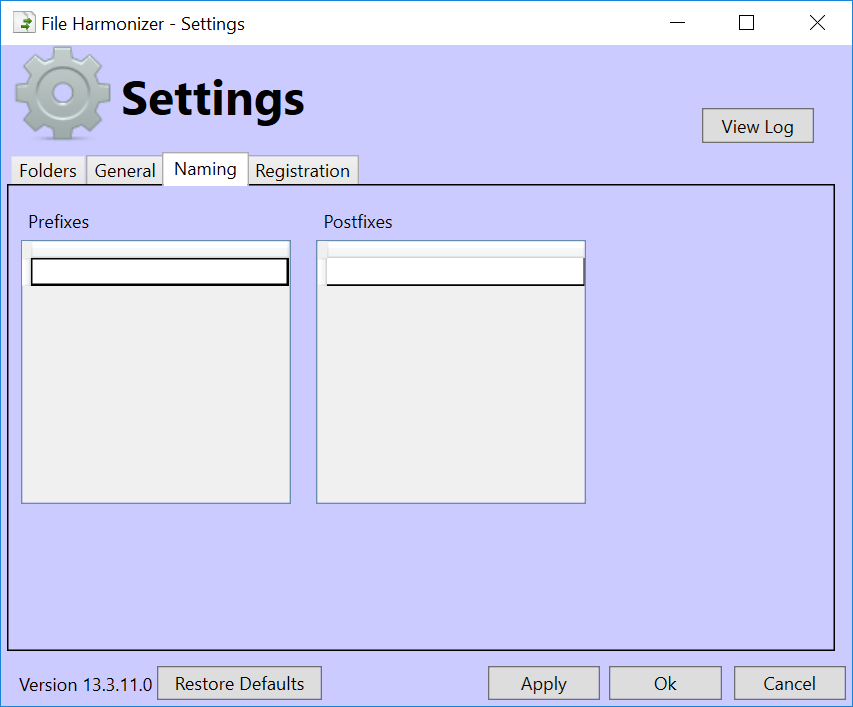 File Harmonizer - Settings
Settings
View Log
Folders General Naming Registration
Prefixes Postfixes
Version 13.3.11.0 Restore Defaults Apply Ok Cancel